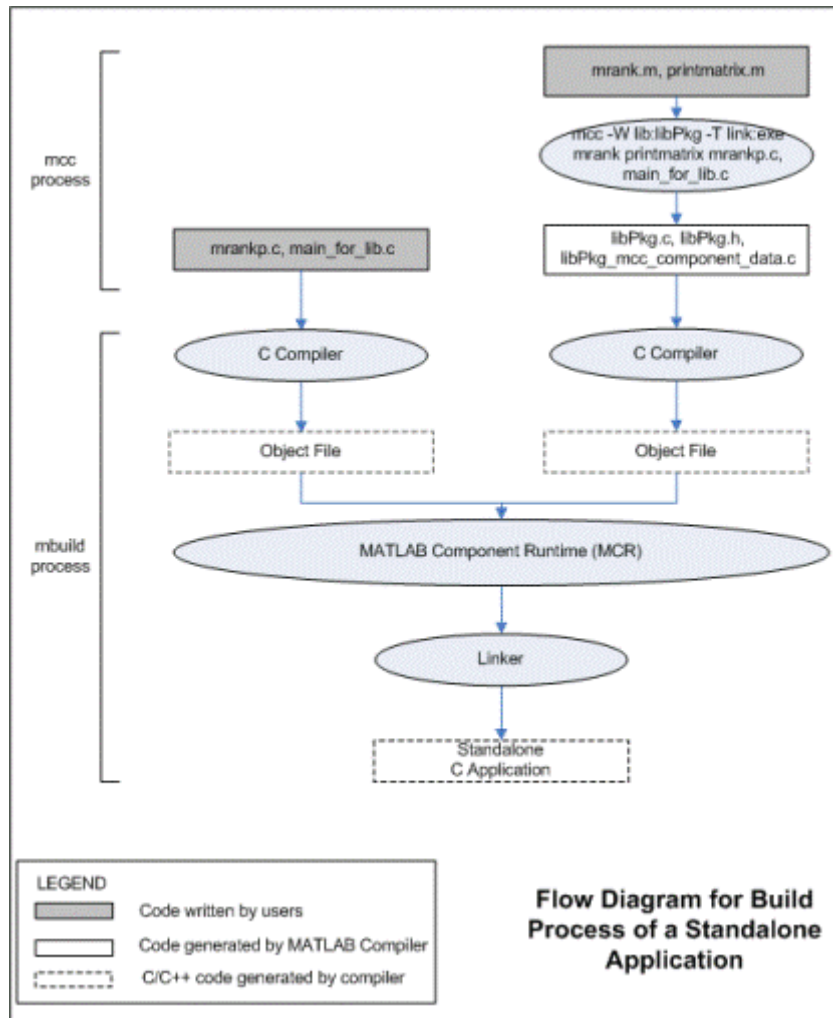 mcc
process
mrank.m, printmatrix.m
mcc -W lib:libPkg -T link:exe
mrank printmatrix mrankp.c,
main_for_lib.c
mrankp.c, main_for_lib.c
libPkg.c, libPkg.h,
libPkg_mcc_component_data.c
mbuild
process
C Compiler
C Compiler
Object File
Object File
MATLAB Component Runtime (MCR)
Linker
Standalone
C Application
LEGEND
Code written by users
Code generated by MATLAB Compiler
C/C++ code generated by compiler
Flow Diagram for Build
Process of a Standalone
Application